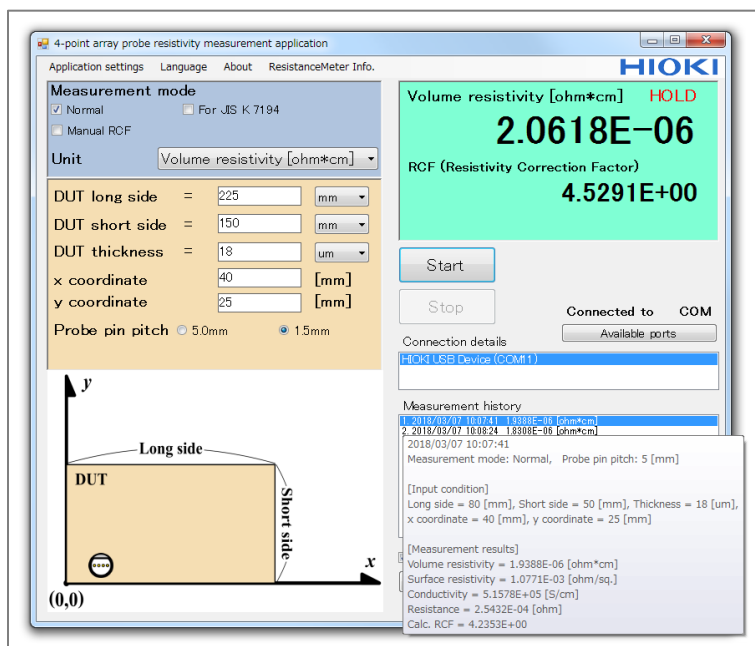 4-point array probe resistivity measurement application
Application settings Language About ResistanceMeter Info.
HIOKI
Measurement mode
Normal For JIS K 7194
Manual RCF
Unit Volume resistivity [ohm*cm]
DUT long side = 225 mm
DUT short side = 150 mm
DUT thickness = 18 um
x coordinate 40 [mm]
y coordinate 25 [mm]
Probe pin pitch 5.0mm 1.5mm
y
Long side
DUT
Short side
x
(0,0)
Volume resistivity [ohm*cm] HOLD
2.0618E-06
RCF (Resistivity Correction Factor)
4.5291E+00
Start
Stop
Connected to COM
Available ports
Connection details
HIOKI USB Device (COM11)
Measurement history
1. 2018/03/07 10:07:41 1.9388E-06 [ohm*cm]
2. 2018/03/07 10:08:24 1.8308E-06 [ohm*cm]
2018/03/07 10:07:41
Measurement mode: Normal, Probe pin pitch: 5 [mm]
[Input condition]
Long side = 80 [mm], Short side = 50 [mm], Thickness = 18 [um],
x coordinate = 40 [mm], y coordinate = 25 [mm]
[Measurement results]
Volume resistivity = 1.9388E-06 [ohm*cm]
Surface resistivity = 1.0771E-03 [ohm/sq.]
Conductivity = 5.1578E+05 [S/cm]
Resistance = 2.5432E-04 [ohm]
Calc. RCF = 4.2353E+00